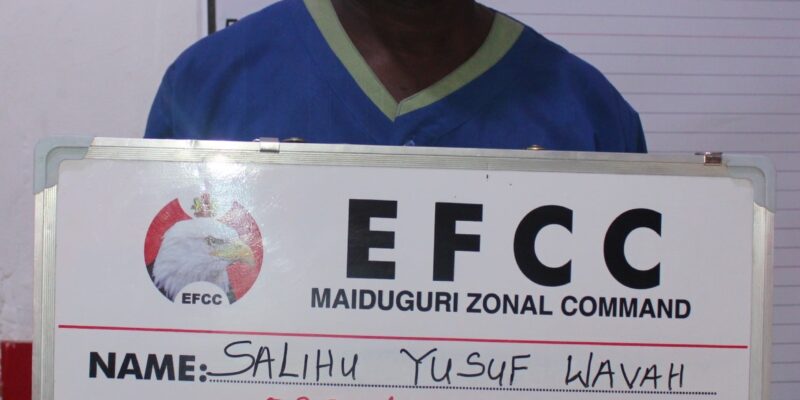 EFCC
EFCC
MAIDUGURI ZONAL COMMAND
NAME: SALIHU YUSUF WAVAH